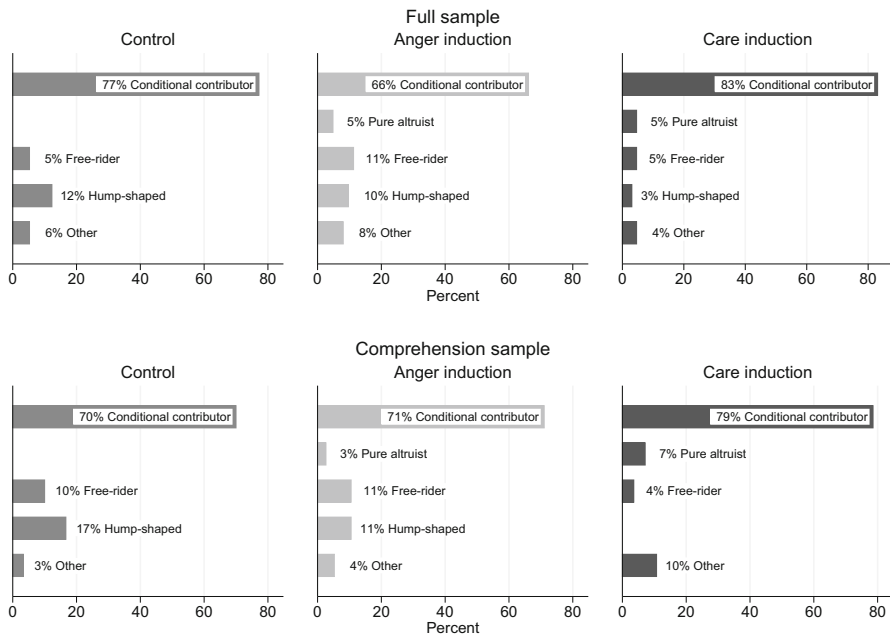 Full sample
Control
Anger induction
Care induction
77% Conditional contributor
66% Conditional contributor
83% Conditional contributor
5% Pure altruist
5% Pure altruist
5% Free-rider
11% Free-rider
5% Free-rider
12% Hump-shaped
10% Hump-shaped
3% Hump-shaped
6% Other
8% Other
4% Other
0 20 40 60 80
0 20 40 60 80
0 20 40 60 80
Percent
Comprehension sample
Control
Anger induction
Care induction
70% Conditional contributor
71% Conditional contributor
79% Conditional contributor
3% Pure altruist
7% Pure altruist
10% Free-rider
11% Free-rider
4% Free-rider
17% Hump-shaped
11% Hump-shaped
3% Other
4% Other
10% Other
0 20 40 60 80
0 20 40 60 80
0 20 40 60 80
Percent